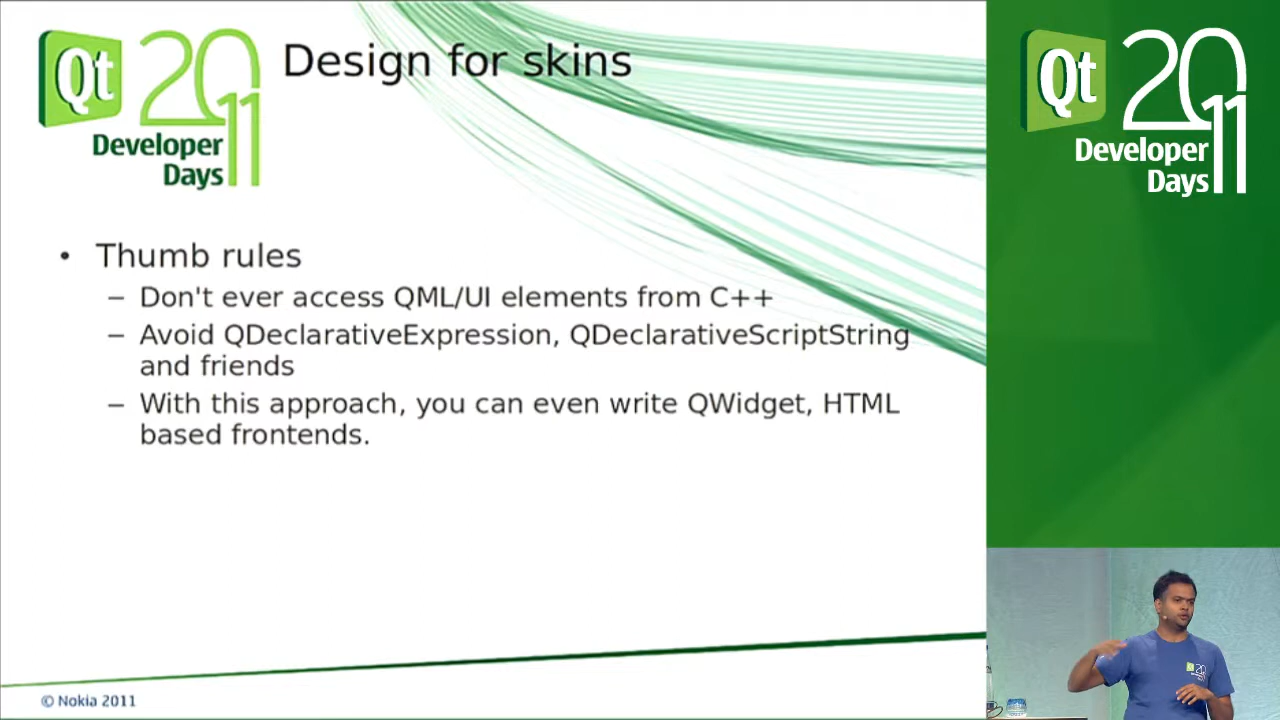 Qt 2011
Developer
Days
Design for skins
• Thumb rules
– Don't ever access QML/UI elements from C++
– Avoid QDeclarativeExpression, QDeclarativeScriptString
and friends
– With this approach, you can even write QWidget, HTML
based frontends.
© Nokia 2011
Qt 2011
Developer
Days
Qt 20